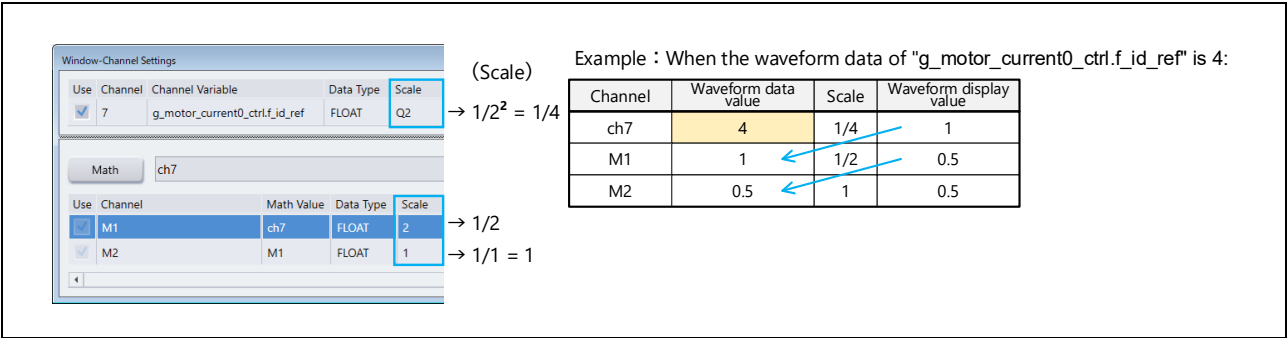 Window-Channel Settings
Use Channel Channel Variable Data Type Scale
7 g_motor_current0_ctrl.f_id_ref FLOAT Q2
Math ch7
Use Channel Math Value Data Type Scale
M1 ch7 FLOAT 2
M2 M1 FLOAT 1
(Scale)
→ 1/2² = 1/4
→ 1/2
→ 1/1 = 1
Example：When the waveform data of "g_motor_current0_ctrl.f_id_ref" is 4:
Channel Waveform data value Scale Waveform display value
ch7 4 1/4 1
M1 1 1/2 0.5
M2 0.5 1 0.5